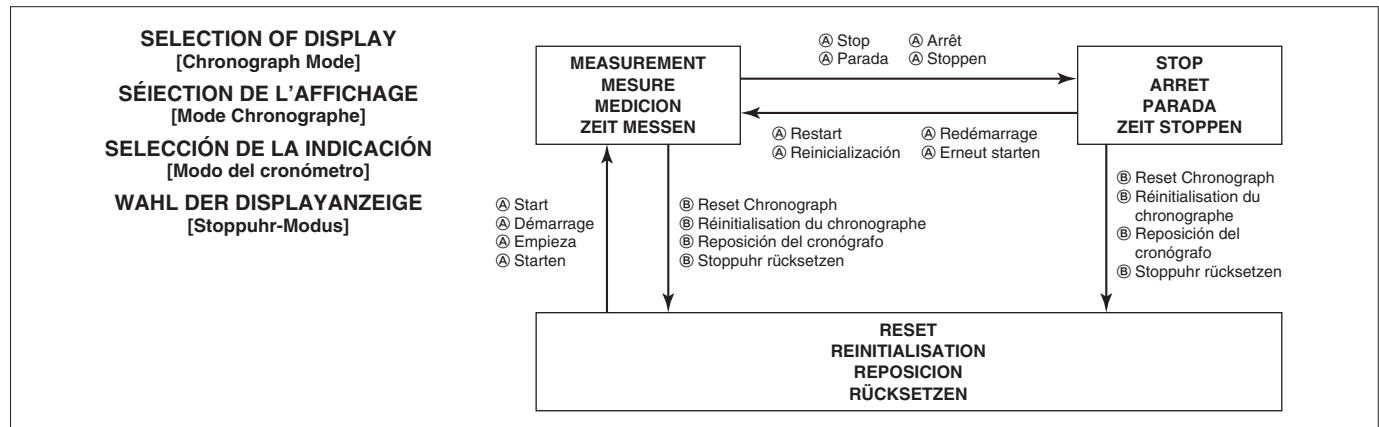 SELECTION OF DISPLAY
[Chronograph Mode]
SÉIECTION DE L'AFFICHAGE
[Mode Chronographe]
SELECCIÓN DE LA INDICACIÓN
[Modo del cronómetro]
WAHL DER DISPLAYANZEIGE
[Stoppuhr-Modus]
MEASUREMENT
MESURE
MEDICION
ZEIT MESSEN
Ⓐ Stop Ⓐ Arrêt
Ⓐ Parada Ⓐ Stoppen
Ⓐ Restart Ⓐ Redémarrage
Ⓐ Reinicialización Ⓐ Erneut starten
STOP
ARRET
PARADA
ZEIT STOPPEN
Ⓐ Start
Ⓐ Démarrage
Ⓐ Empieza
Ⓐ Starten
Ⓑ Reset Chronograph
Ⓑ Réinitialisation du chronographe
Ⓑ Reposición del cronógrafo
Ⓑ Stoppuhr rücksetzen
Ⓑ Reset Chronograph
Ⓑ Réinitialisation du
chronographe
Ⓑ Reposición del
cronógrafo
Ⓑ Stoppuhr rücksetzen
RESET
REINITIALISATION
REPOSICION
RÜCKSETZEN